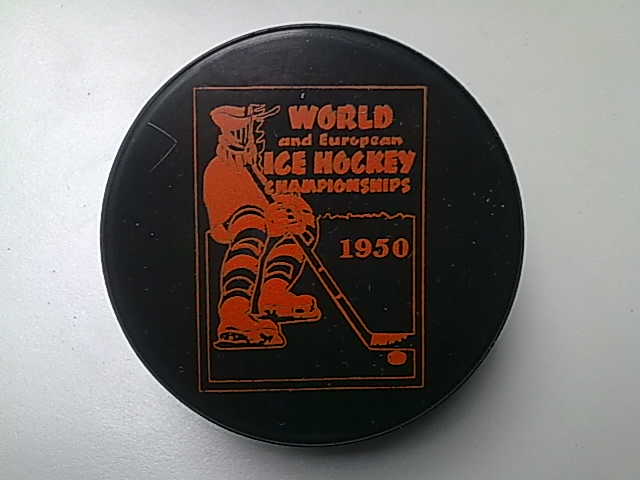 WORLD
and European
ICE HOCKEY
CHAMPIONSHIPS
1950